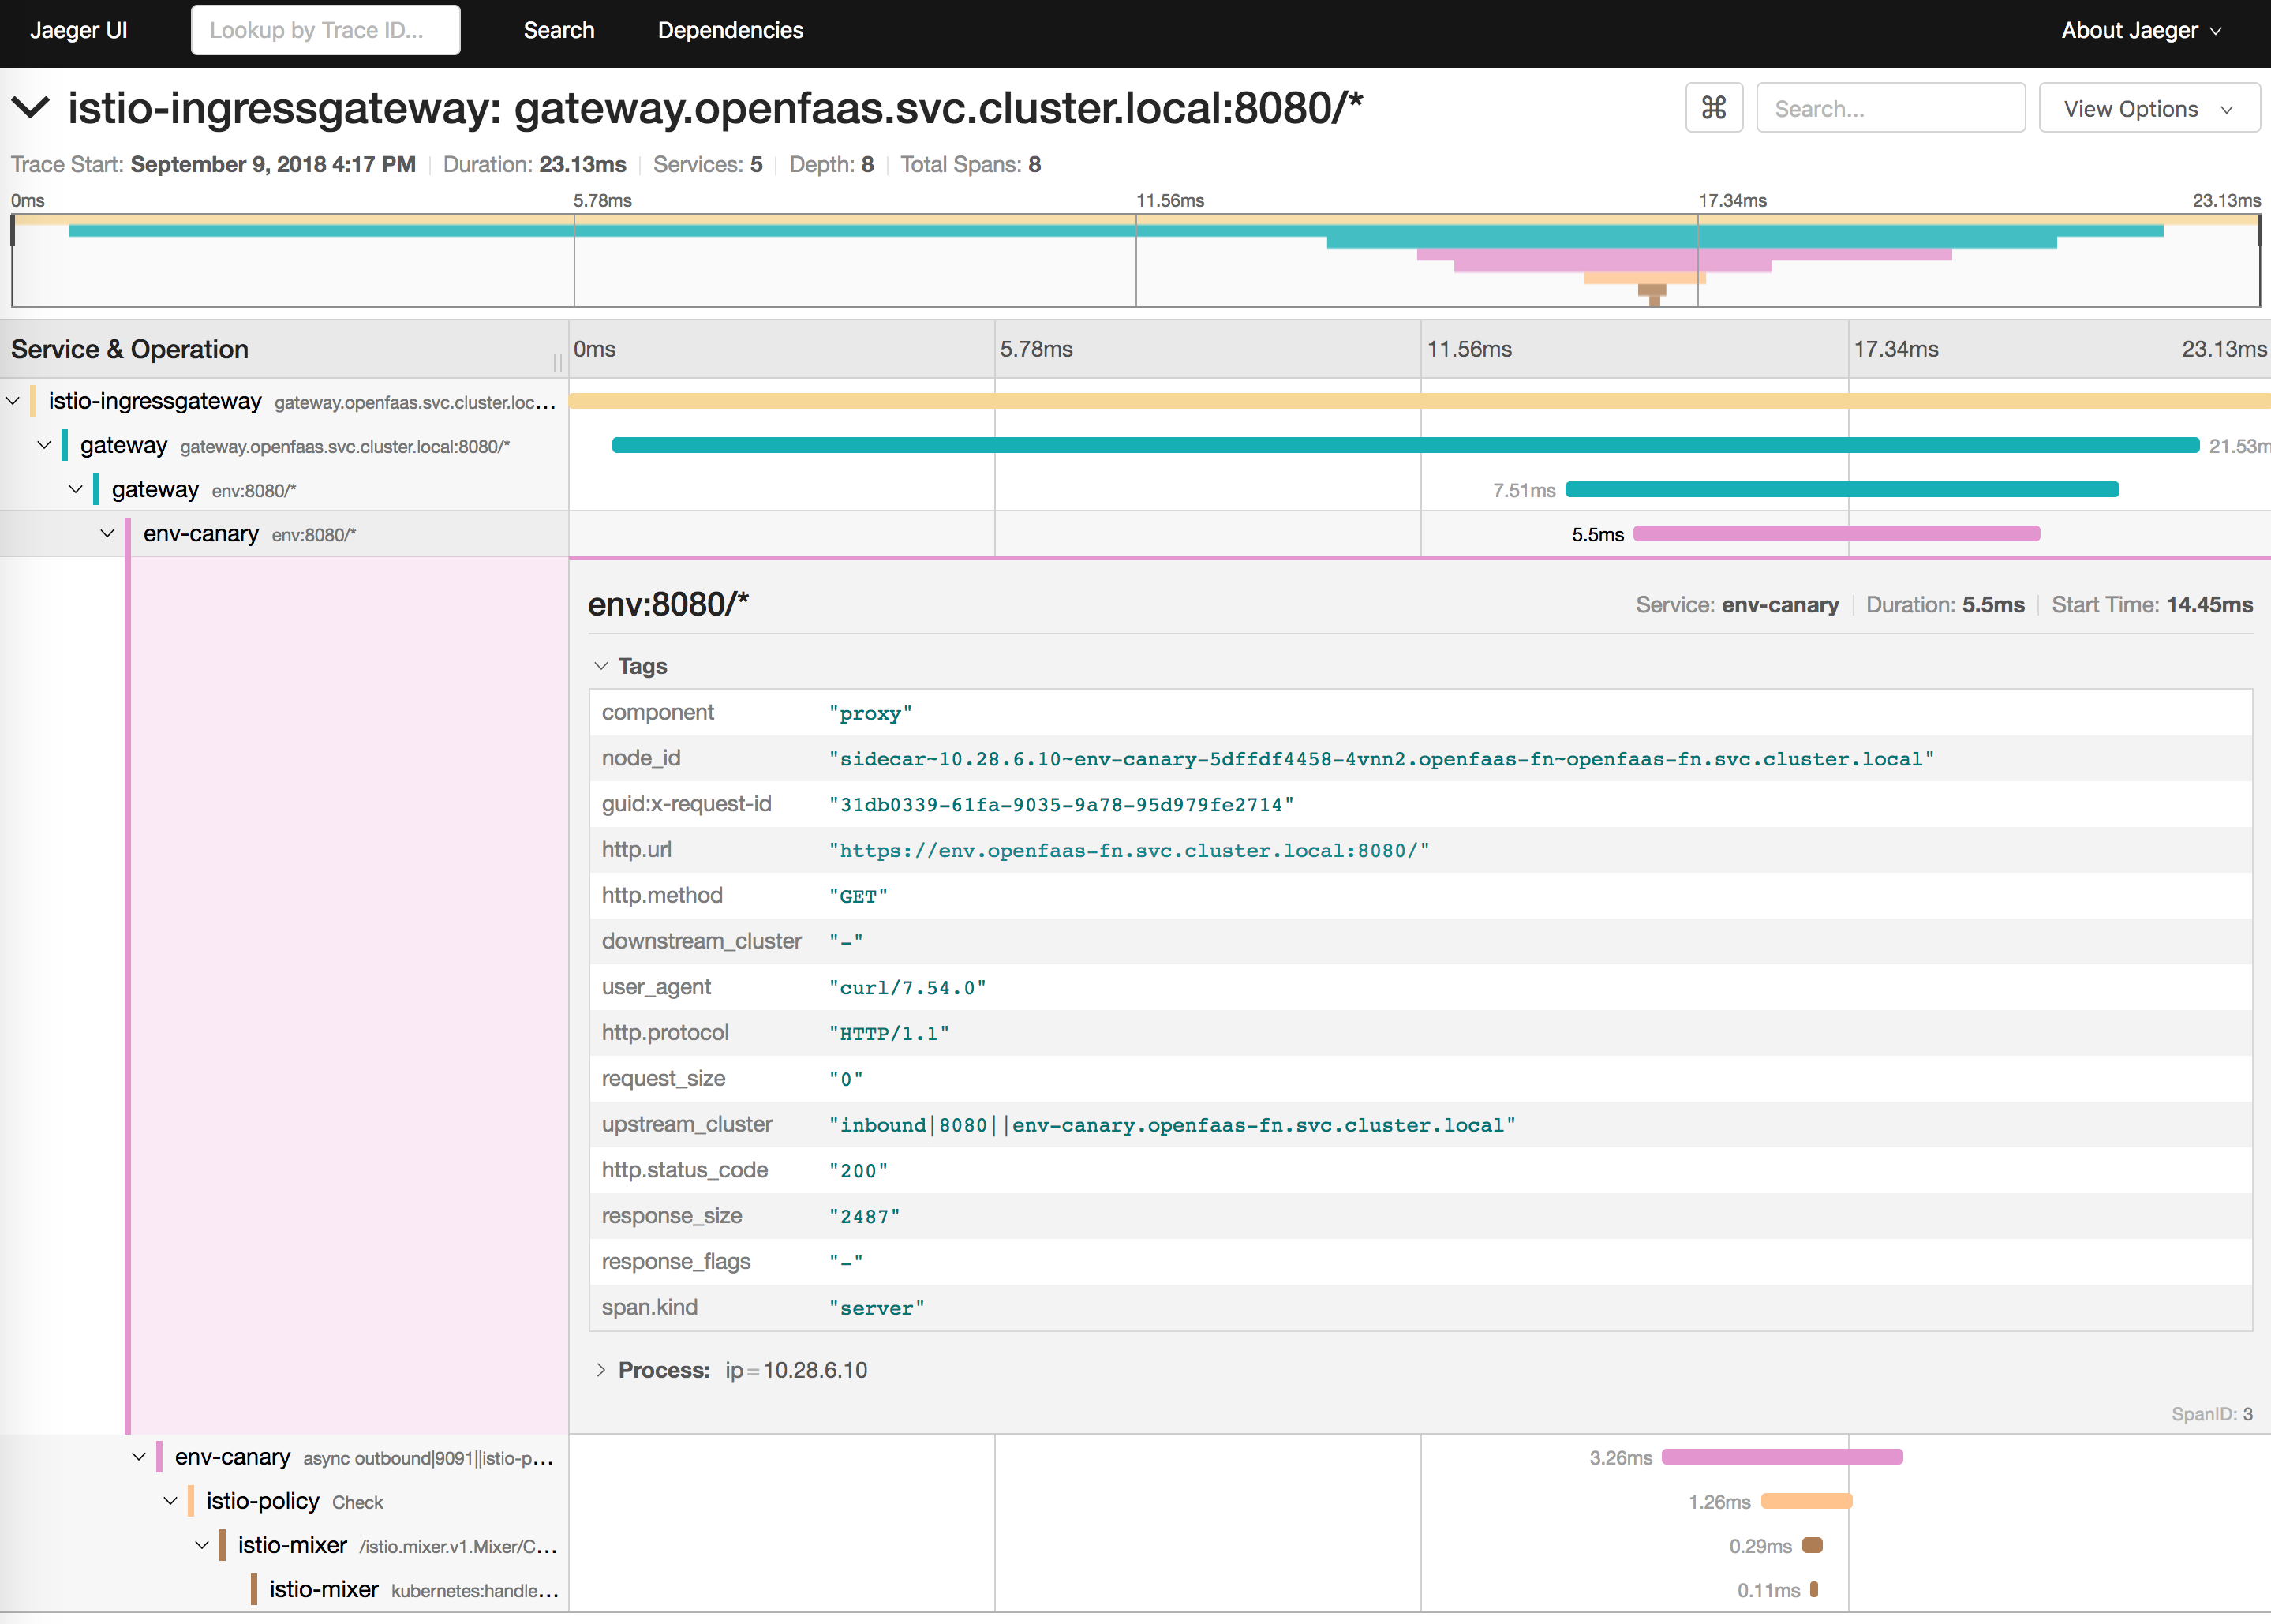 Jaeger UI Lookup by Trace ID... Search Dependencies About Jaeger
istio-ingressgateway: gateway.openfaas.svc.cluster.local:8080/* ⌘ Search... View Options
Trace Start: September 9, 2018 4:17 PM Duration: 23.13ms Services: 5 Depth: 8 Total Spans: 8
0ms 5.78ms 11.56ms 17.34ms 23.13ms
Service & Operation 0ms 5.78ms 11.56ms 17.34ms 23.13ms
istio-ingressgateway gateway.openfaas.svc.cluster.loc...
gateway gateway.openfaas.svc.cluster.local:8080/* 21.53m
gateway env:8080/* 7.51ms
env-canary env:8080/* 5.5ms
env:8080/* Service: env-canary Duration: 5.5ms Start Time: 14.45ms
Tags
component "proxy"
node_id "sidecar~10.28.6.10~env-canary-5dffdf4458-4vnn2.openfaas-fn~openfaas-fn.svc.cluster.local"
guid:x-request-id "31db0339-61fa-9035-9a78-95d979fe2714"
http.url "https://env.openfaas-fn.svc.cluster.local:8080/"
http.method "GET"
downstream_cluster "-"
user_agent "curl/7.54.0"
http.protocol "HTTP/1.1"
request_size "0"
upstream_cluster "inbound|8080||env-canary.openfaas-fn.svc.cluster.local"
http.status_code "200"
response_size "2487"
response_flags "-"
span.kind "server"
Process: ip=10.28.6.10
SpanID: 3
env-canary async outbound|9091||istio-p... 3.26ms
istio-policy Check 1.26ms
istio-mixer /istio.mixer.v1.Mixer/C... 0.29ms
istio-mixer kubernetes:handle... 0.11ms